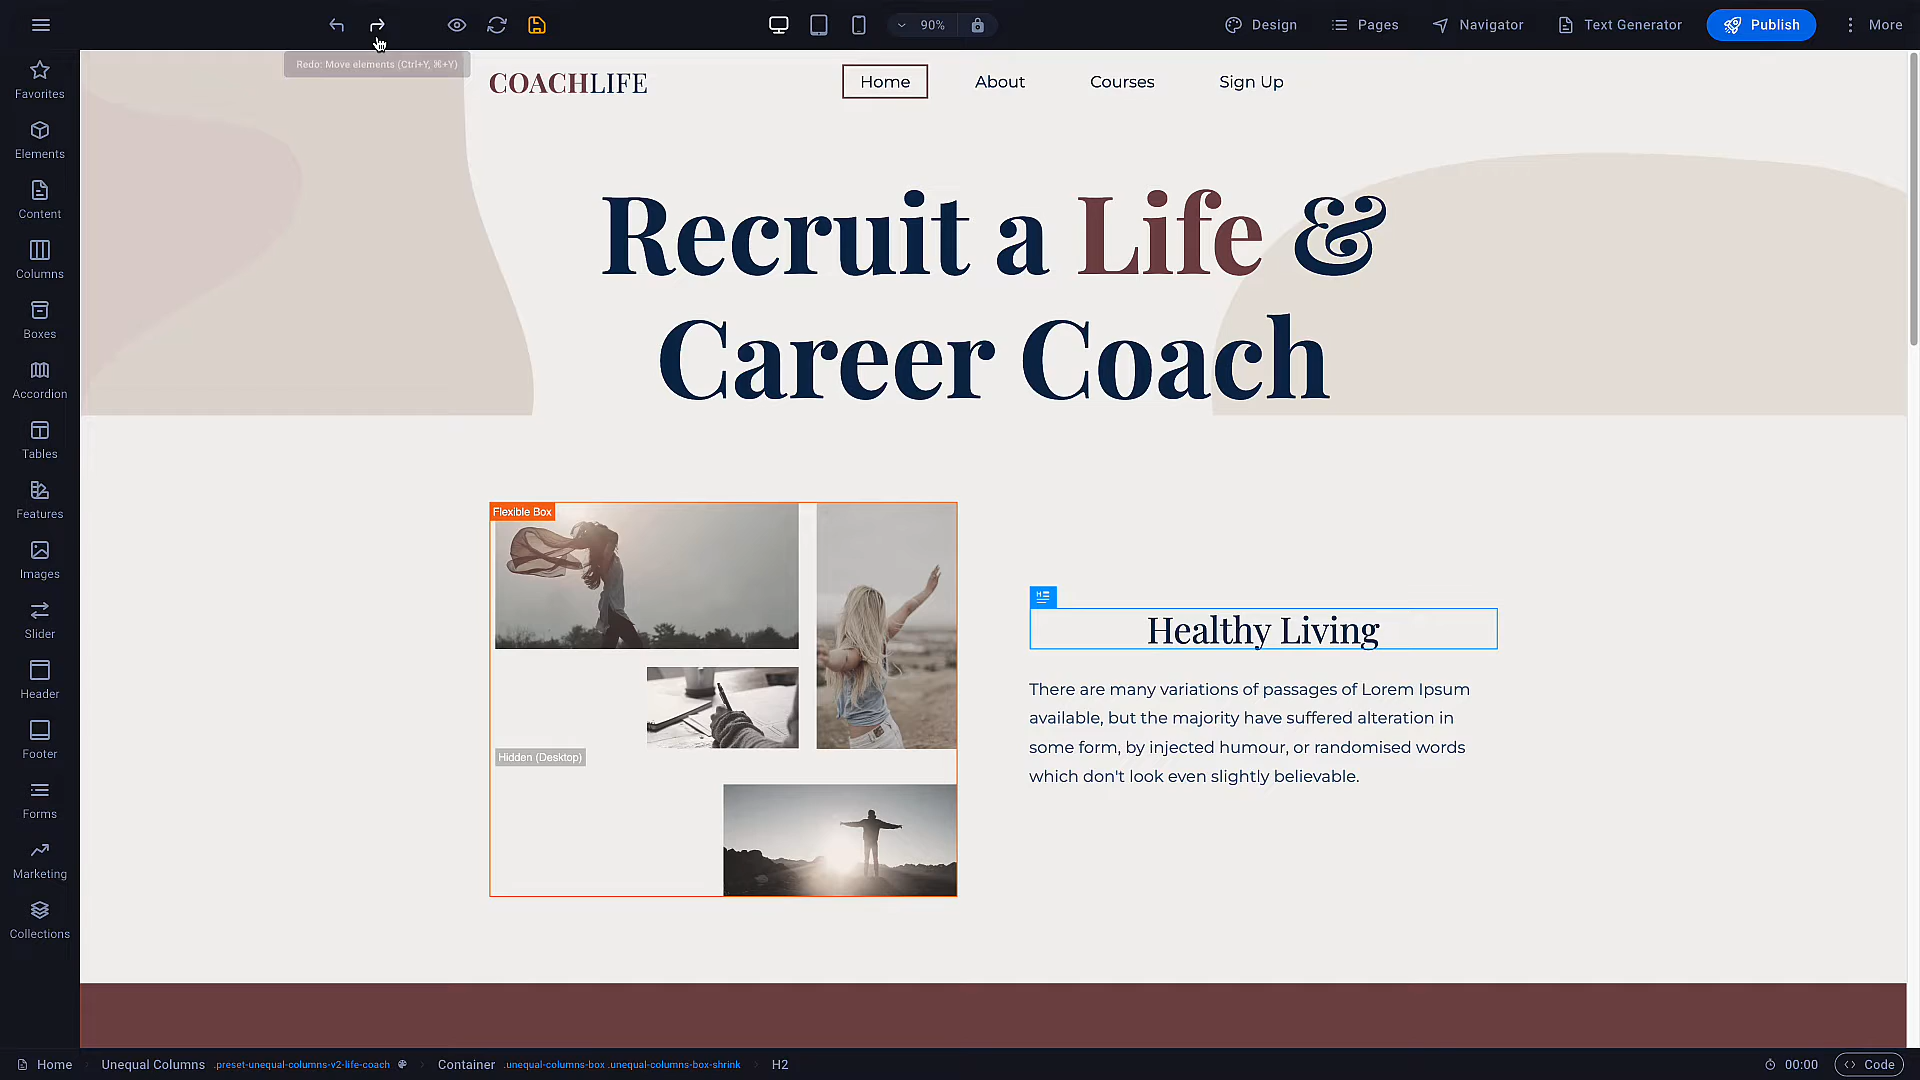 90%
Design
Pages
Navigator
Text Generator
Publish
More
Redo: Move elements (Ctrl+Y, ⌘+Y)
Favorites
Elements
Content
Columns
Boxes
Accordion
Tables
Features
Images
Slider
Header
Footer
Forms
Marketing
Collections
COACHLIFE
Home
About
Courses
Sign Up
Recruit a Life &
Career Coach
Flexible Box
Hidden (Desktop)
Healthy Living
There are many variations of passages of Lorem Ipsum
available, but the majority have suffered alteration in
some form, by injected humour, or randomised words
which don't look even slightly believable.
Home
Unequal Columns .preset-unequal-columns-v2-life-coach
Container .unequal-columns-box .unequal-columns-box-shrink
H2
00:00
Code